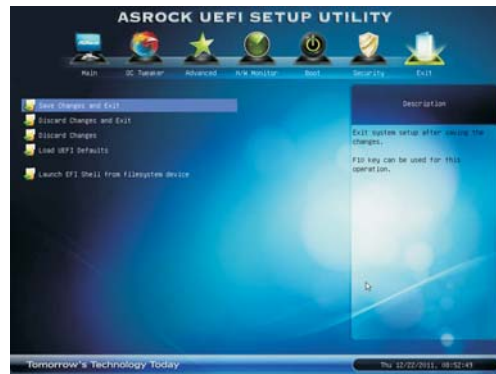 ASROCK UEFI SETUP UTILITY
Main OC Tweaker Advanced H/W Monitor Boot Security Exit
Save Changes and Exit
Discard Changes and Exit
Discard Changes
Load UEFI Defaults
Launch EFI Shell from filesystem device
Description
Exit system setup after saving the
changes.
F10 key can be used for this
operation.
Tomorrow's Technology Today
Thu 12/22/2011, 08:52:49